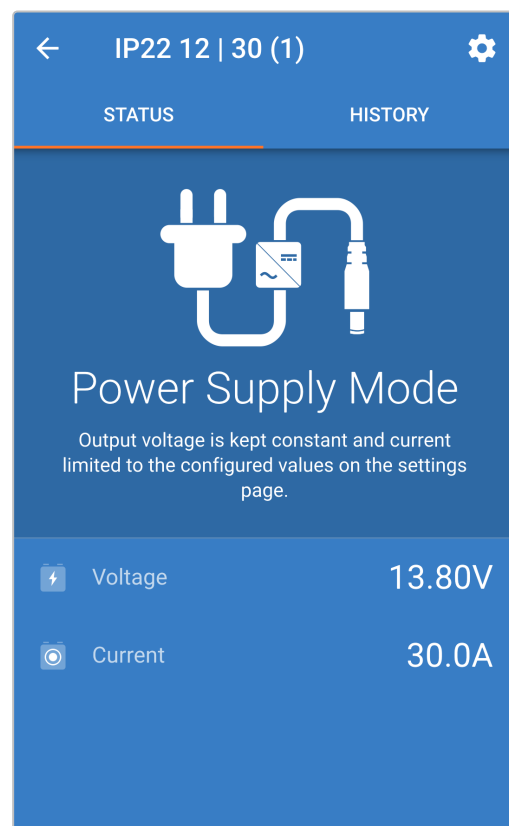 IP22 12 | 30 (1)
STATUS
HISTORY
Power Supply Mode
Output voltage is kept constant and current
limited to the configured values on the settings
page.
Voltage
13.80V
Current
30.0A